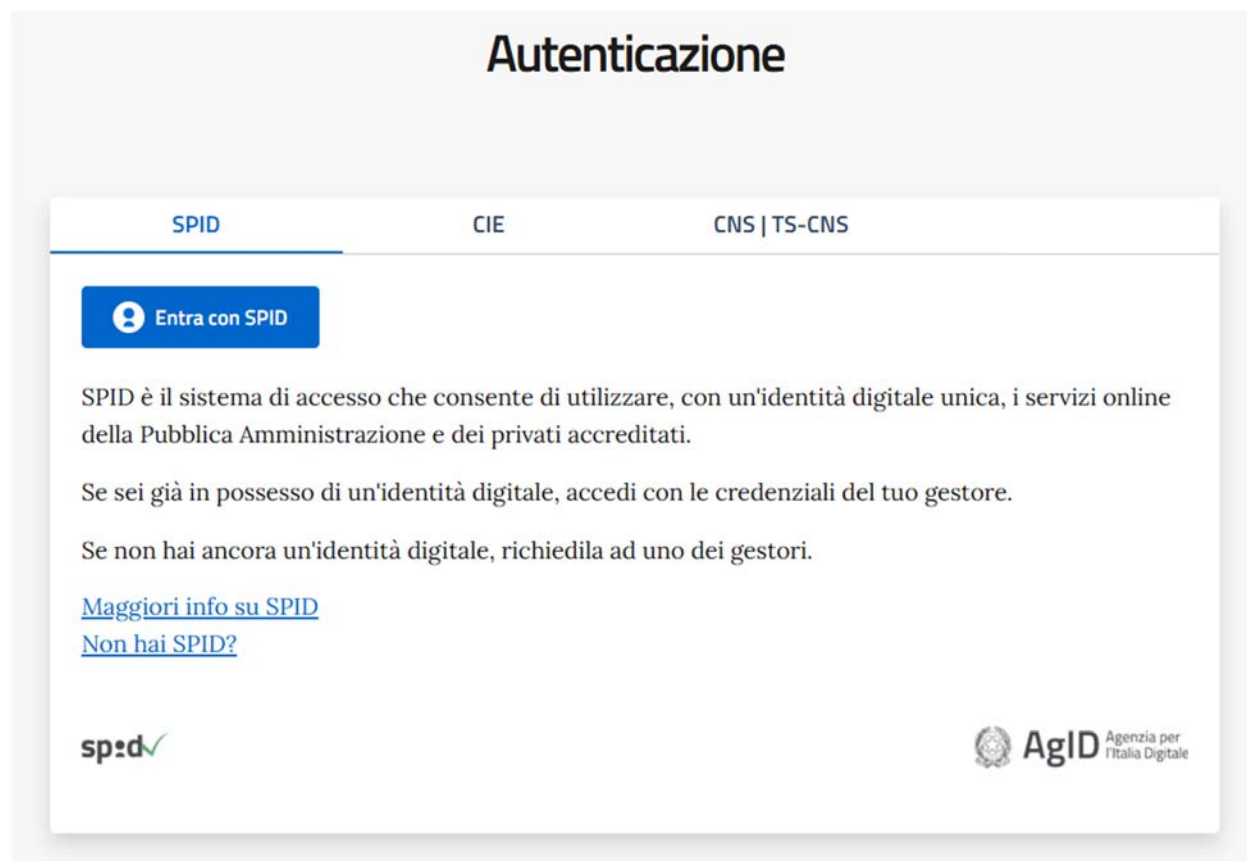 Autenticazione
SPID
CIE
CNS | TS-CNS
Entra con SPID
SPID è il sistema di accesso che consente di utilizzare, con un'identità digitale unica, i servizi online
della Pubblica Amministrazione e dei privati accreditati.
Se sei già in possesso di un'identità digitale, accedi con le credenziali del tuo gestore.
Se non hai ancora un'identità digitale, richiedila ad uno dei gestori.
Maggiori info su SPID
Non hai SPID?
spid
AgID Agenzia per
l'Italia Digitale